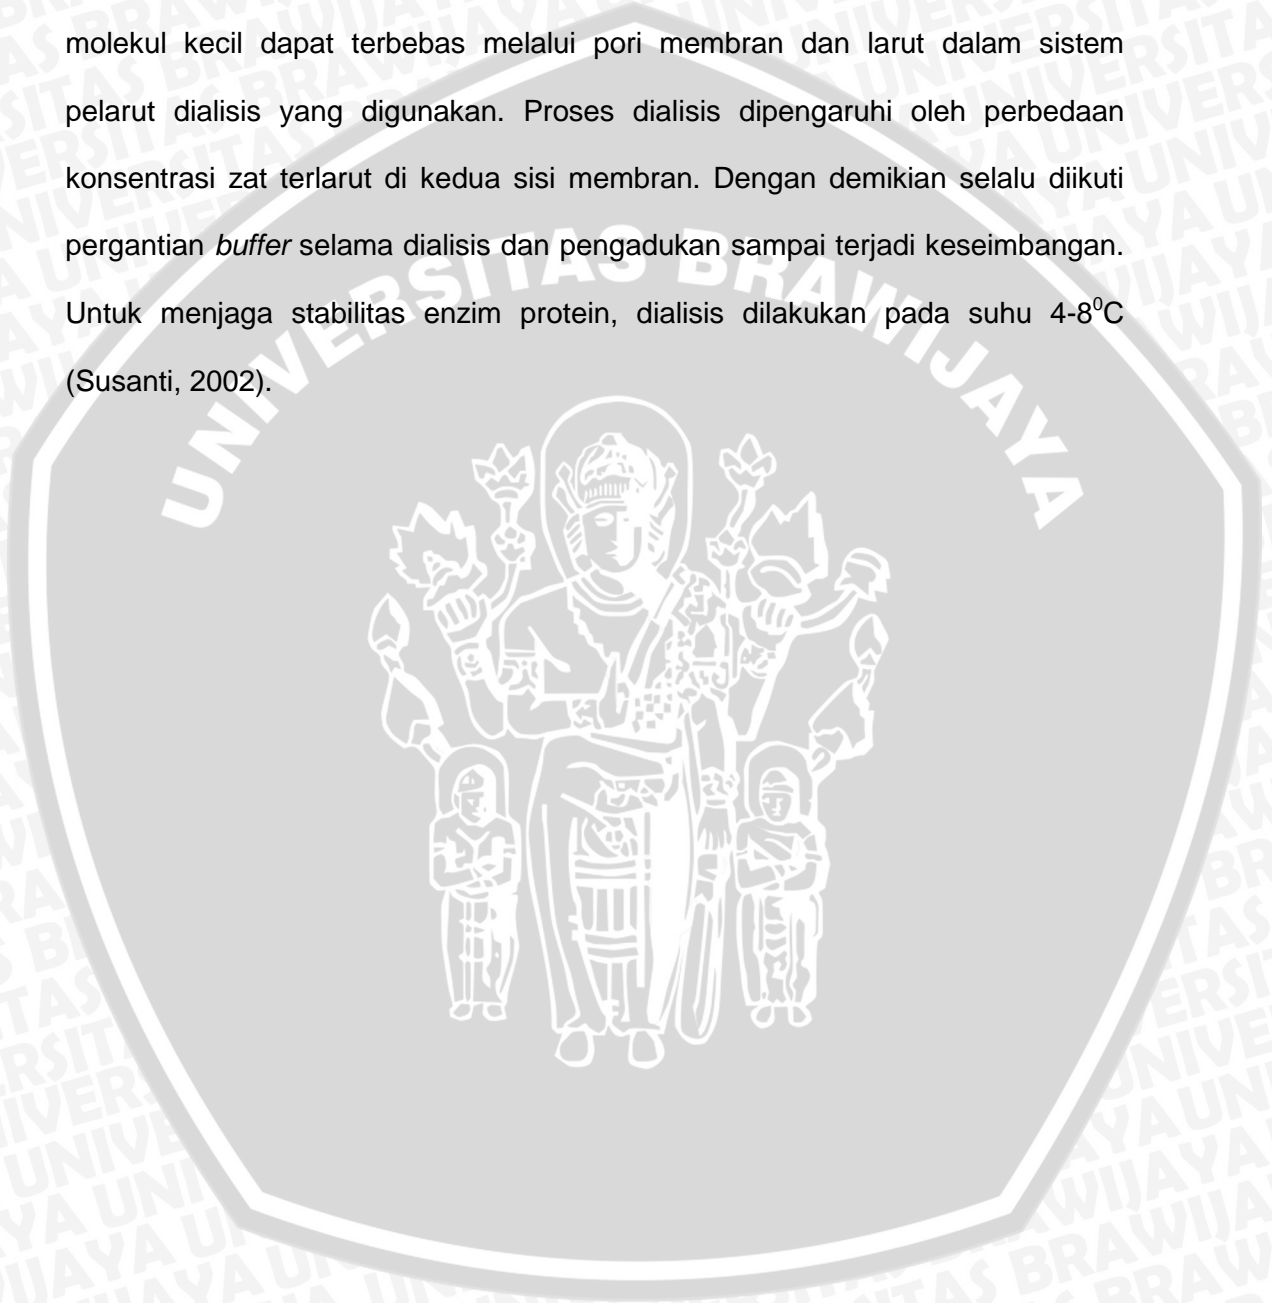 molekul kecil dapat terbebas melalui pori membran dan larut dalam sistem
pelarut dialisis yang digunakan. Proses dialisis dipengaruhi oleh perbedaan
konsentrasi zat terlarut di kedua sisi membran. Dengan demikian selalu diikuti
pergantian buffer selama dialisis dan pengadukan sampai terjadi keseimbangan.
Untuk menjaga stabilitas enzim protein, dialisis dilakukan pada suhu 4-8⁰C
(Susanti, 2002).
UNIVERSITAS BRAWIJAYA